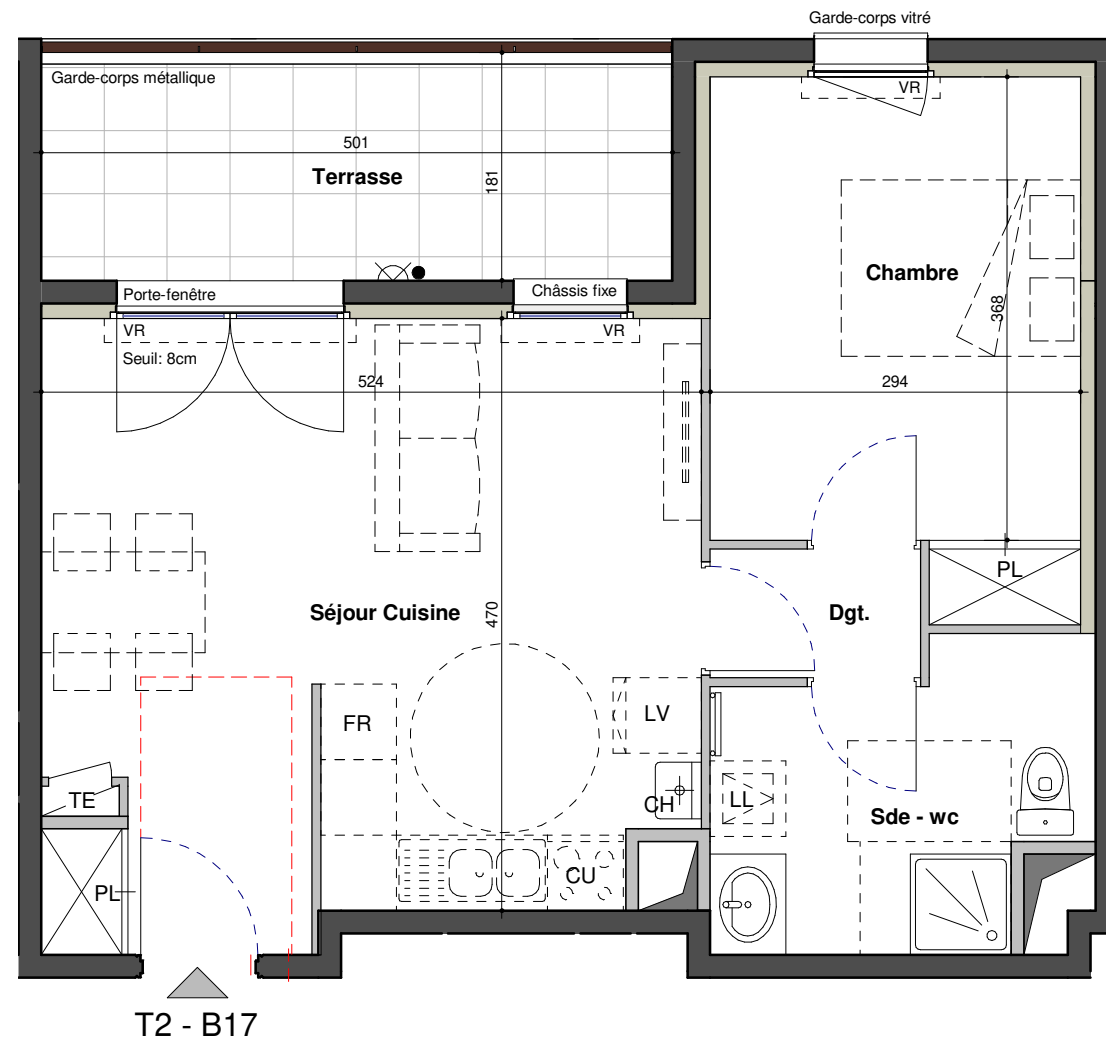 Garde-corps vitré
Garde-corps métallique
VR
501
Terrasse
181
Chambre
368
Porte-fenêtre
Châssis fixe
VR
VR
Seuil: 8cm
524
294
PL
Séjour Cuisine
470
Dgt.
FR
LV
TE
CH
LL
Sde - wc
PL
CU
T2 - B17